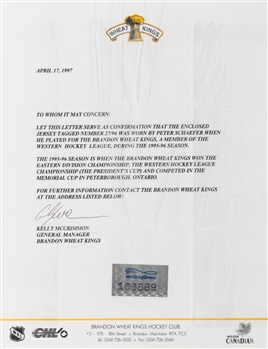 WHEAT KINGS
APRIL 17, 1997
TO WHOM IT MAY CONCERN:
LET THIS LETTER SERVE AS CONFIRMATION THAT THE ENCLOSED
JERSEY TAGGED NUMBER 27/96 WAS WORN BY PETER SCHAEFER WHEN
HE PLAYED FOR THE BRANDON WHEAT KINGS, A MEMBER OF THE
WESTERN HOCKEY LEAGUE, DURING THE 1995-96 SEASON.
THE 1995-96 SEASON IS WHEN THE BRANDON WHEAT KINGS WON THE
EASTERN DIVISION CHAMPIONSHIP, THE WESTERN HOCKEY LEAGUE
CHAMPIONSHIP (THE PRESIDENT'S CUP) AND COMPETED IN THE
MEMORIAL CUP IN PETERBOROUGH, ONTARIO.
FOR FURTHER INFORMATION CONTACT THE BRANDON WHEAT KINGS
AT THE ADDRESS LISTED BELOW:
KELLY MCCRIMMON
GENERAL MANAGER
BRANDON WHEAT KINGS
103889
BRANDON WHEAT KINGS HOCKEY CLUB
CHL
CANADIAN